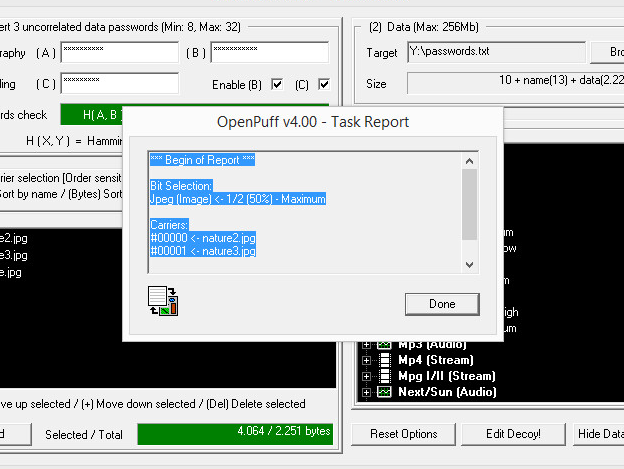 ert 3 uncorrelated data passwords (Min: 8, Max: 32)
(2) Data (Max: 256Mb)
graphy (A) ********** (B) **********
Target Y:\passwords.txt Bro
ding (C) ********** Enable (B) (C)
Size 10 + name(13) + data(2.22
rds check H( A, B )
H ( X, Y ) = Hammin
OpenPuff v4.00 - Task Report
*** Begin of Report ***
Bit Selection:
Jpeg (Image) <- 1/2 (50%) - Maximum
Carriers:
#00000 <- nature2.jpg
#00001 <- nature3.jpg
Done
rier selection [Order sensit
Sort by name / (Bytes) Sort
e2.jpg
e3.jpg
e.jpg
um
ow
m
igh
um
Mp3 (Audio)
Mp4 (Stream)
Mpg I/II (Stream)
Next/Sun (Audio)
ve up selected / (+) Move down selected / (Del) Delete selected
d Selected / Total 4.064 / 2.251 bytes
Reset Options Edit Decoy! Hide Data